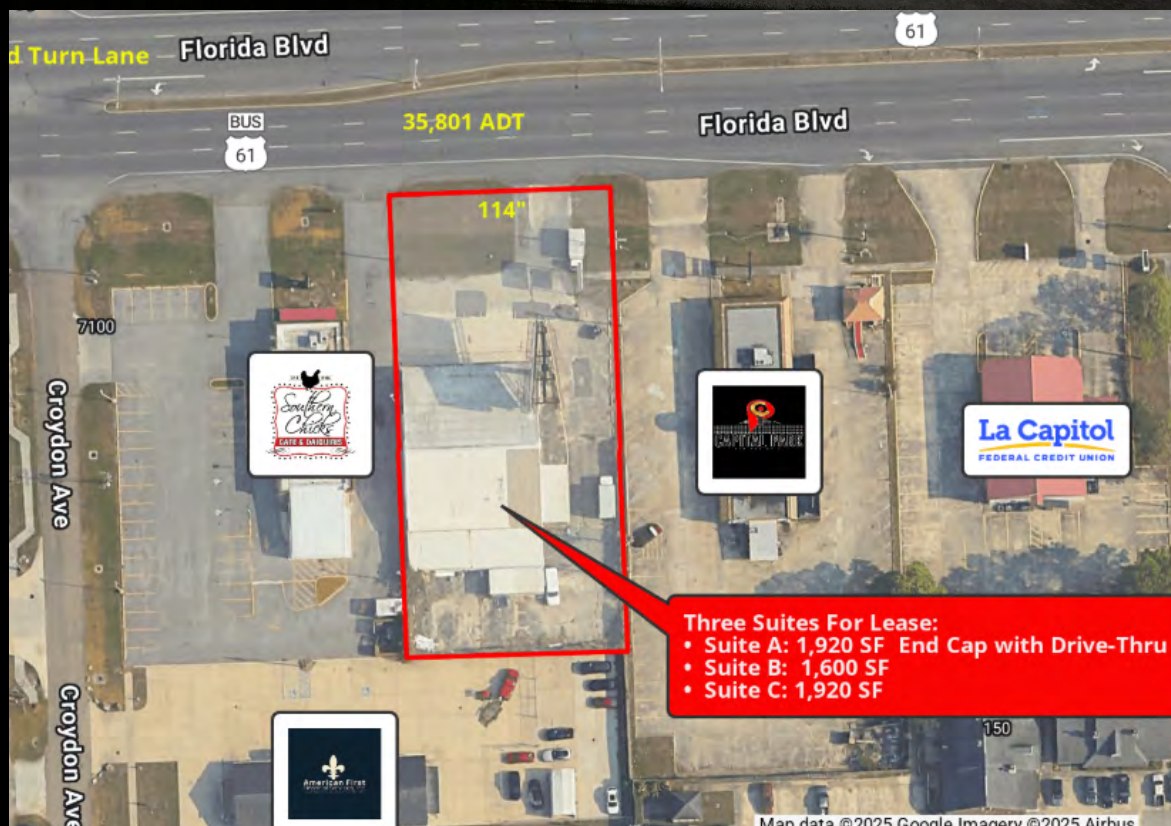 61
d Turn Lane
Florida Blvd
BUS
61
35,801 ADT
Florida Blvd
114"
7100
Croydon Ave
Southern
Chicks
CAFE & DAIQUIRIS
CAPITAL PARK
La Capitol
FEDERAL CREDIT UNION
Three Suites For Lease:
• Suite A: 1,920 SF End Cap with Drive-Thru
• Suite B: 1,600 SF
• Suite C: 1,920 SF
Croydon Ave
150
American First
Map data ©2025 Google Imagery ©2025 Airbus